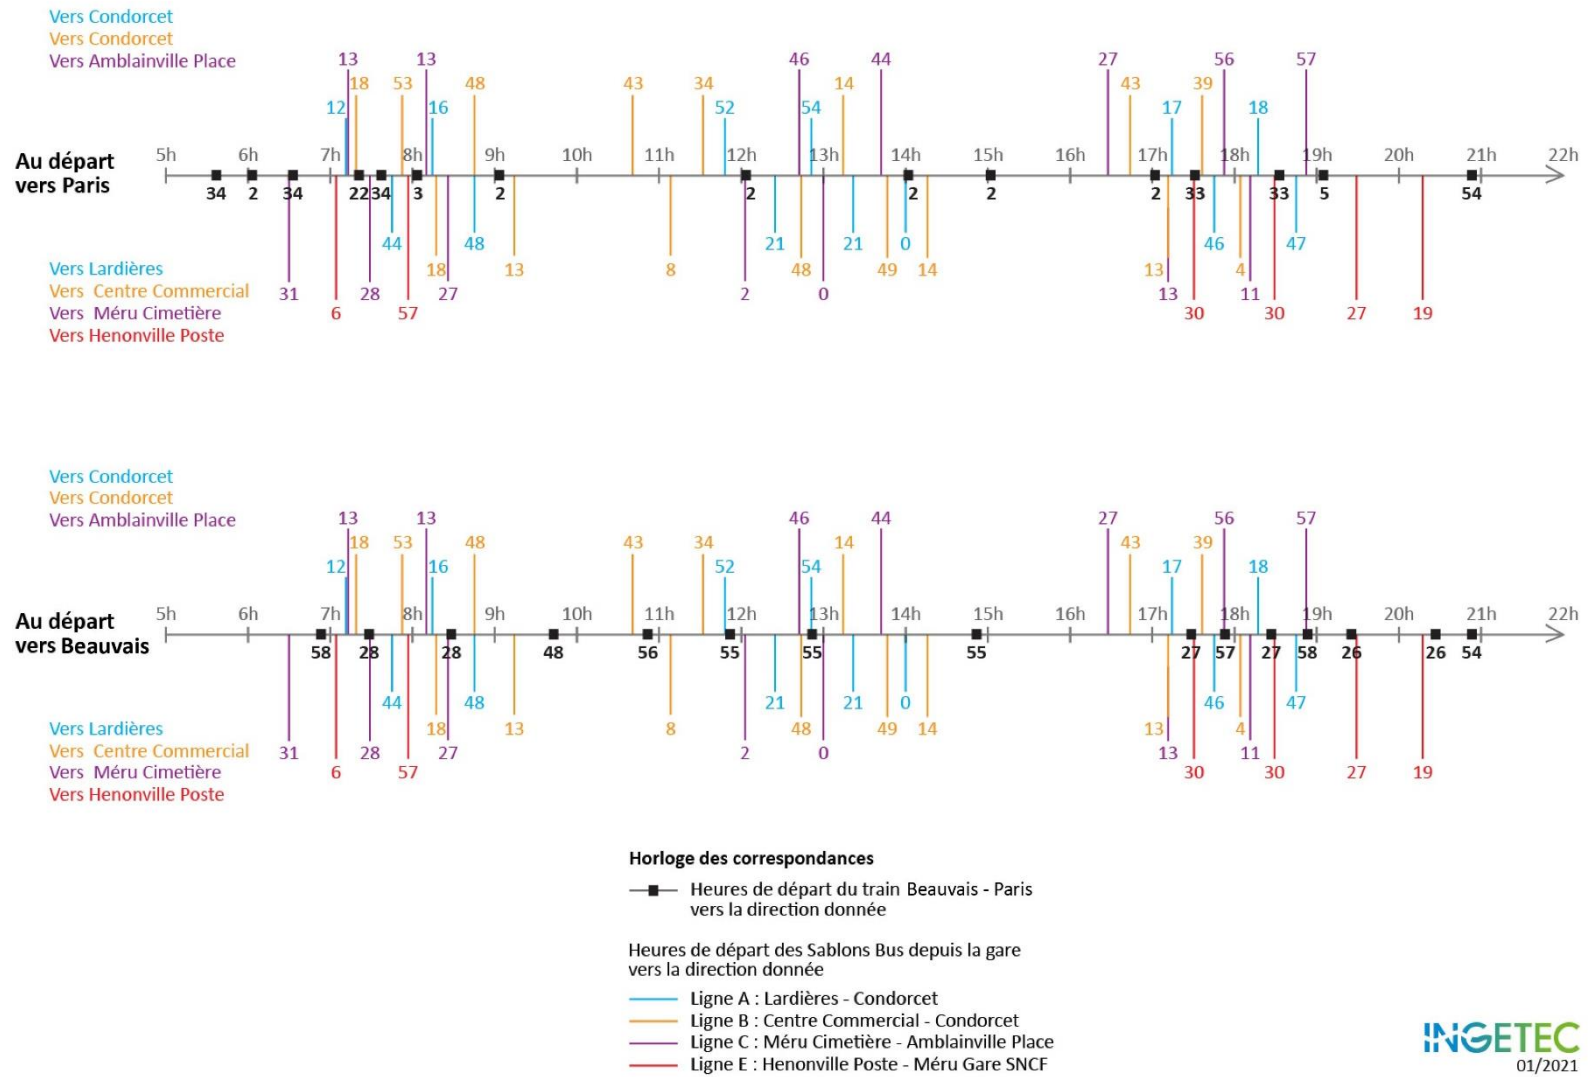 Vers Condorcet
Vers Condorcet
Vers Amblainville Place
13 13 46 44 27 56 57
18 53 48 43 34 14 43 39
12 16 52 54 17 18
Au départ
vers Paris
5h 6h 7h 8h 9h 10h 11h 12h 13h 14h 15h 16h 17h 18h 19h 20h 21h 22h
34 2 34 22 34 3 2 2 2 2 2 33 33 5 54
44 48 21 21 0 46 47
Vers Lardières
18 13 8 48 49 14 13 4
Vers Centre Commercial
31 28 27 2 0 13 11
Vers Méru Cimetière
6 57 30 30 27 19
Vers Henonville Poste
Vers Condorcet
Vers Condorcet
Vers Amblainville Place
13 13 46 44 27 56 57
18 53 48 43 34 14 43 39
12 16 52 54 17 18
Au départ
vers Beauvais
5h 6h 7h 8h 9h 10h 11h 12h 13h 14h 15h 16h 17h 18h 19h 20h 21h 22h
58 28 28 48 56 55 55 55 27 57 27 58 26 26 54
44 48 21 21 0 46 47
Vers Lardières
18 13 8 48 49 14 13 4
Vers Centre Commercial
31 28 27 2 0 13 11
Vers Méru Cimetière
6 57 30 30 27 19
Vers Henonville Poste
Horloge des correspondances
Heures de départ du train Beauvais - Paris
vers la direction donnée
Heures de départ des Sablons Bus depuis la gare
vers la direction donnée
Ligne A : Lardières - Condorcet
Ligne B : Centre Commercial - Condorcet
Ligne C : Méru Cimetière - Amblainville Place
Ligne E : Henonville Poste - Méru Gare SNCF
INGETEC
01/2021